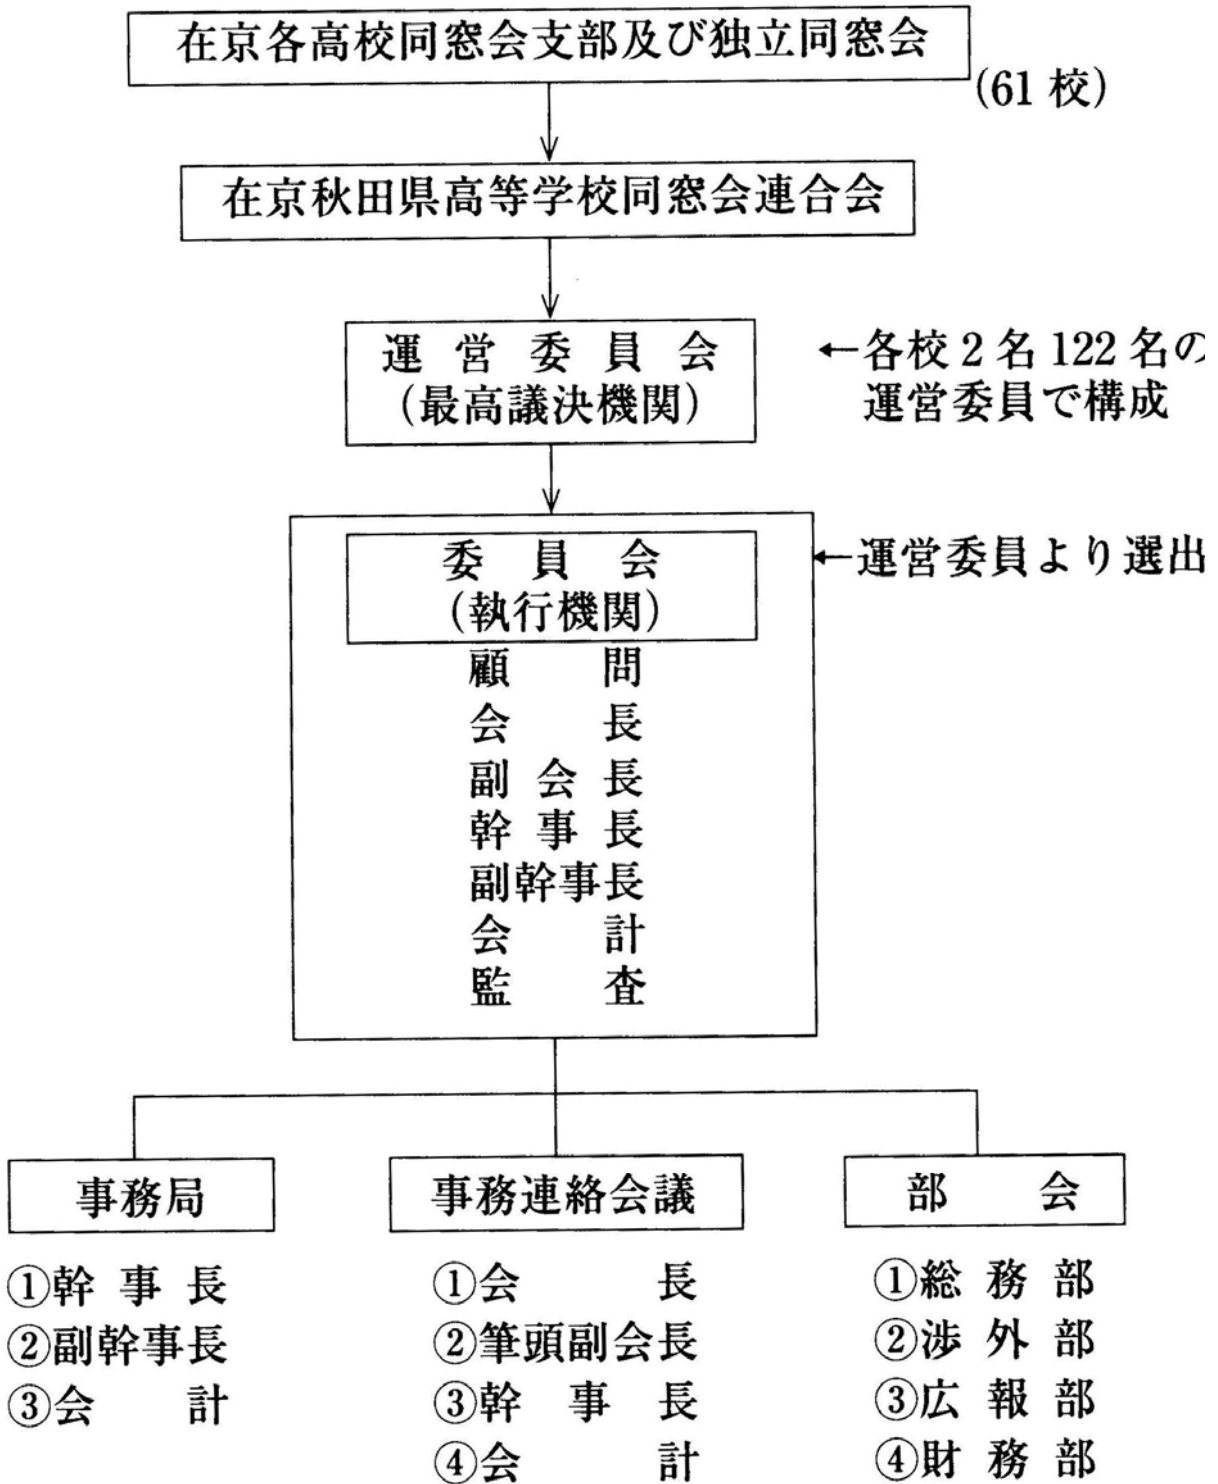 在京各高校同窓会支部及び独立同窓会
(61校)
在京秋田県高等学校同窓会連合会
運営委員会
(最高議決機関)
←各校2名122名の
運営委員で構成
委員会
(執行機関)
←運営委員より選出
顧問
会長
副会長
幹事長
副幹事長
会計
監査
事務局
①幹事長
②副幹事長
③会計
事務連絡会議
①会長
②筆頭副会長
③幹事長
④会計
部会
①総務部
②渉外部
③広報部
④財務部